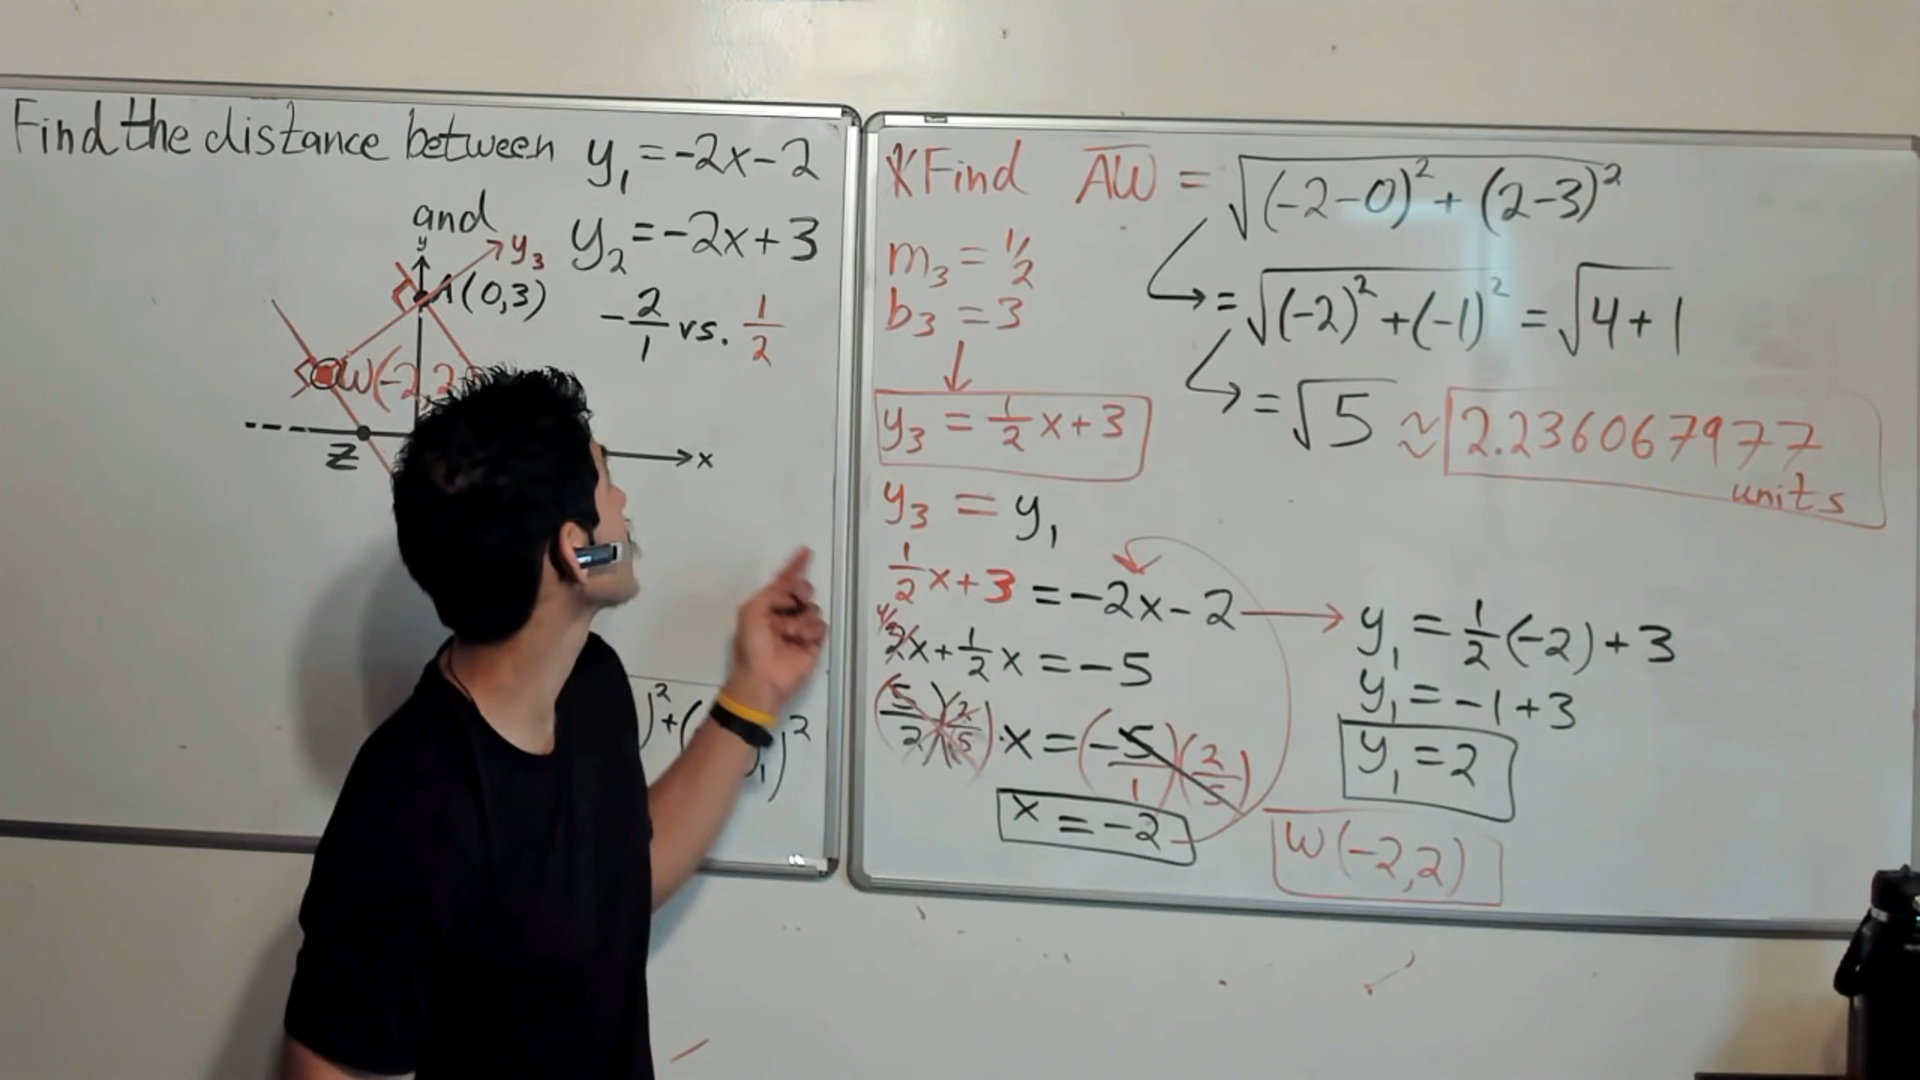 Find the distance between y₁ = -2x - 2
and
y₂ = -2x + 3
y
y₃
A(0,3)
-2/1 vs. 1/2
W(-2,2
Z
x
)² + (
₁)²
Find AW = √((-2-0)² + (2-3)²)
m₃ = 1/2
b₃ = 3
= √((-2)² + (-1)²) = √(4+1)
= √5 ≈ 2.236067977
units
y₃ = 1/2 x + 3
y₃ = y₁
1/2 x + 3 = -2x - 2
2x + 1/2 x = -5
(5/2)(2/5) · x = (-5/1)(2/5)
x = -2
y₁ = 1/2 (-2) + 3
y₁ = -1 + 3
y₁ = 2
W(-2,2)